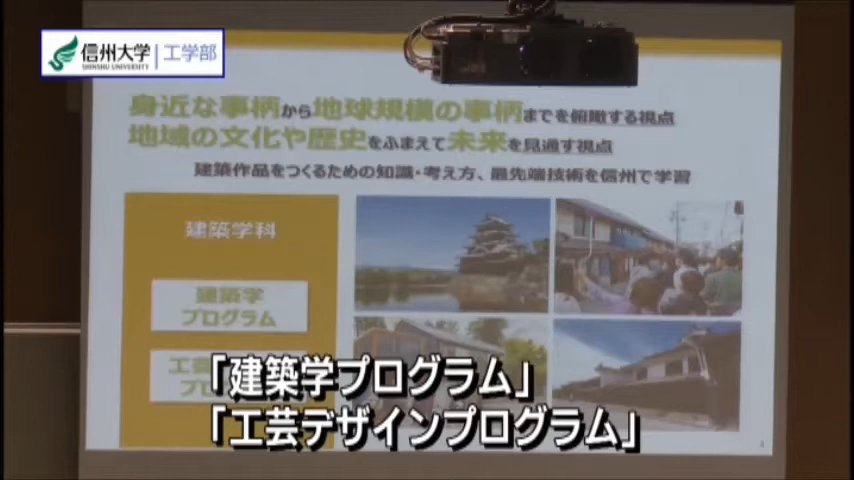 信州大学 工学部
SHINSHU UNIVERSITY
身近な事柄から地球規模の事柄までを俯瞰する視点
地域の文化や歴史をふまえて未来を見通す視点
建築作品をつくるための知識・考え方、最先端技術を信州で学習
建築学科
建築学
プログラム
工
プ
「建築学プログラム」
「工芸デザインプログラム」